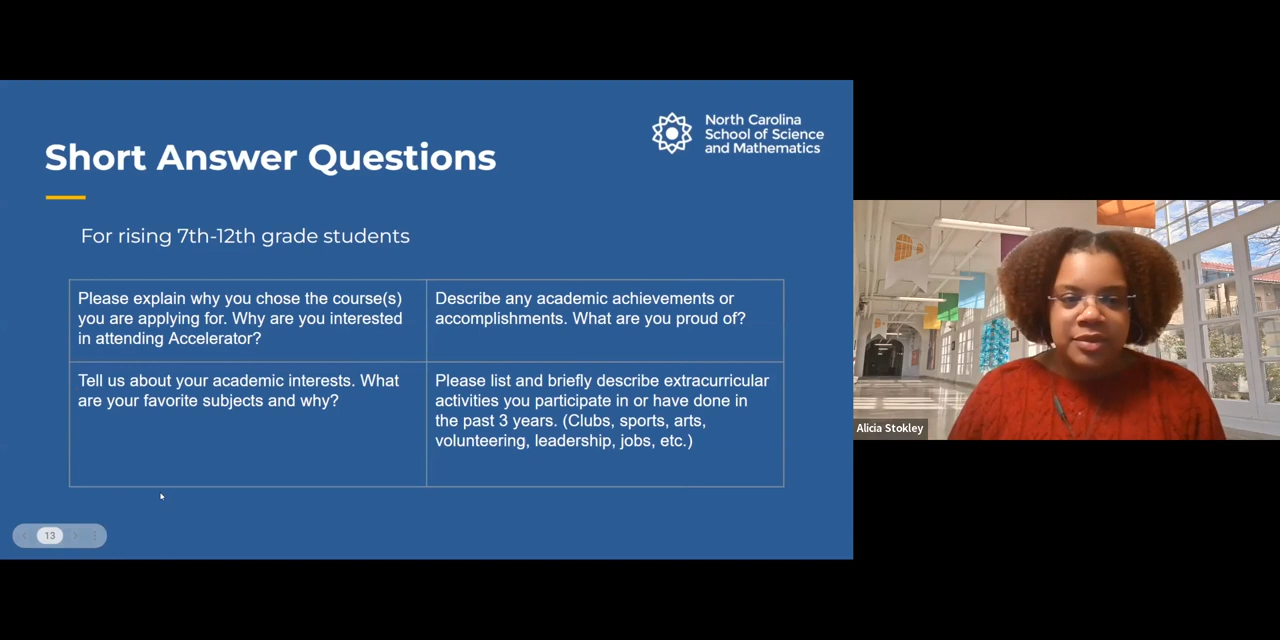 North Carolina
School of Science
and Mathematics
Short Answer Questions
For rising 7th-12th grade students
Please explain why you chose the course(s)
you are applying for. Why are you interested
in attending Accelerator?
Describe any academic achievements or
accomplishments. What are you proud of?
Tell us about your academic interests. What
are your favorite subjects and why?
Please list and briefly describe extracurricular
activities you participate in or have done in
the past 3 years. (Clubs, sports, arts,
volunteering, leadership, jobs, etc.)
13
Alicia Stokley